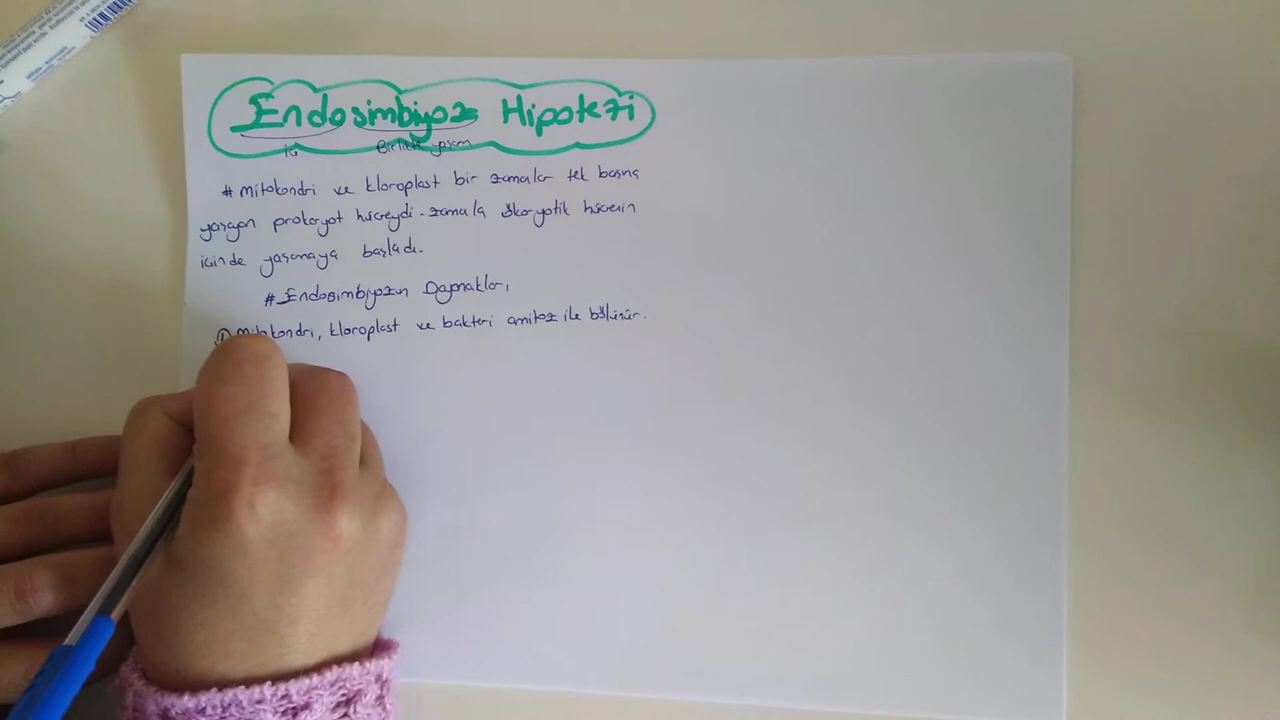 Endosimbiyoz Hipotezi
İç Birlikte yaşam
# Mitokondri ve kloroplast bir zamanlar tek başına
yaşayan prokaryot hücreydi. zamanla ökaryotik hücrenin
içinde yaşamaya başladı.
# Endosimbiyozun Dayanakları
① Mitokondri, kloroplast ve bakteri amitoz ile bölünür.